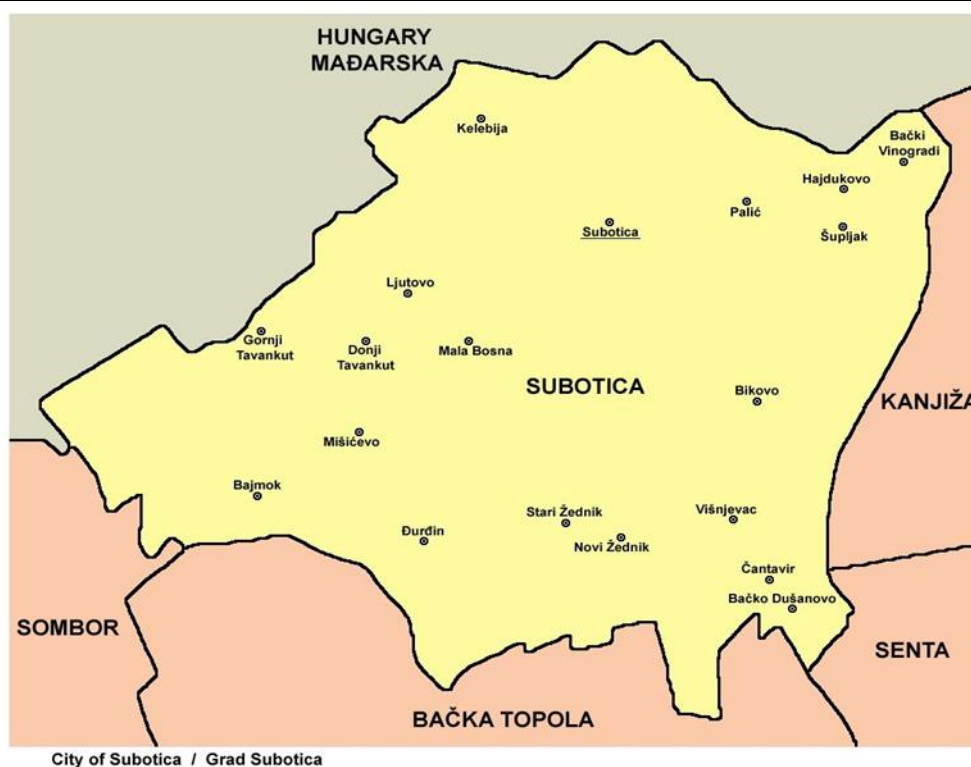 HUNGARY
MAĐARSKA
Kelebija
Bački
Vinogradi
Hajdukovo
Palić
Subotica
Šupljak
Ljutovo
Gornji
Tavankut
Donji
Tavankut
Mala Bosna
SUBOTICA
Bikovo
KANJIŽA
Mišićevo
Bajmok
Stari Žednik
Višnjevac
Đurđin
Novi Žednik
Čantavir
Bačko Dušanovo
SOMBOR
SENTA
BAČKA TOPOLA
City of Subotica / Grad Subotica